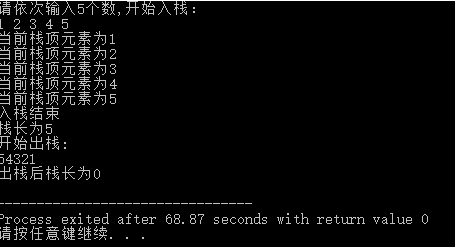 请依次输入5个数,开始入栈:
1 2 3 4 5
当前栈顶元素为1
当前栈顶元素为2
当前栈顶元素为3
当前栈顶元素为4
当前栈顶元素为5
入栈结束
栈长为5
开始出栈:
54321
出栈后栈长为0
--------------------------------
Process exited after 68.87 seconds with return value 0
请按任意键继续. . .